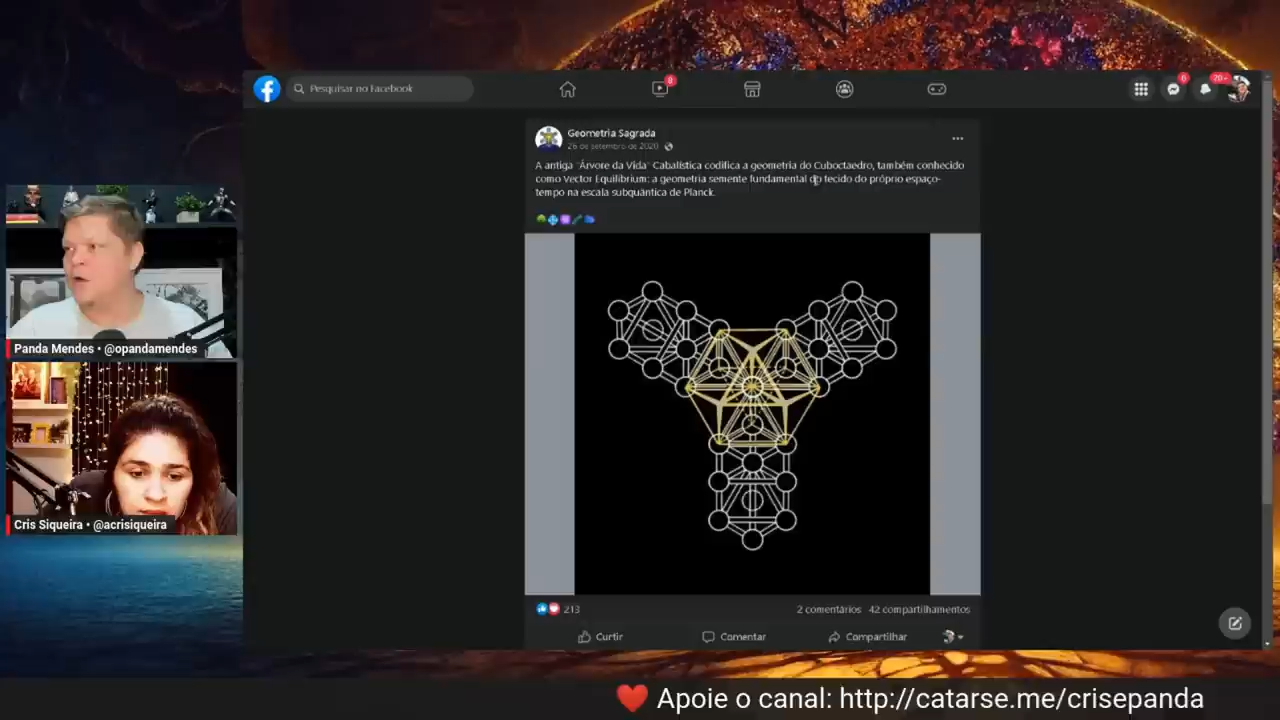 Pesquisar no Facebook
8
6
20+
Geometria Sagrada
26 de setembro de 2020
A antiga "Árvore da Vida" Cabalística codifica a geometria do Cuboctaedro, também conhecido
como Vector Equilibrium: a geometria semente fundamental do tecido do próprio espaço-
tempo na escala subquântica de Planck.
Panda Mendes • @opandamendes
Cris Siqueira • @acrisiqueira
213
2 comentários 42 compartilhamentos
Curtir
Comentar
Compartilhar
Apoie o canal: http://catarse.me/crisepanda